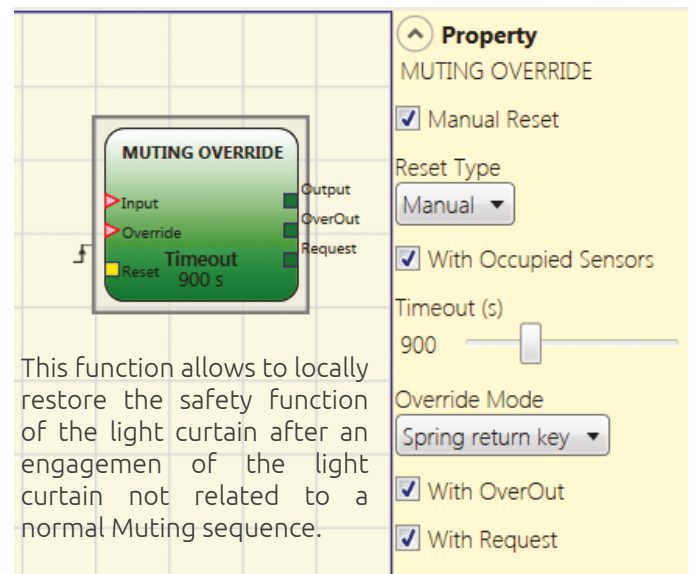 MUTING OVERRIDE
Input
Override
Reset
Timeout
900 s
Output
OverOut
Request
This function allows to locally
restore the safety function
of the light curtain after an
engagemen of the light
curtain not related to a
normal Muting sequence.
Property
MUTING OVERRIDE
Manual Reset
Reset Type
Manual
With Occupied Sensors
Timeout (s)
900
Override Mode
Spring return key
With OverOut
With Request